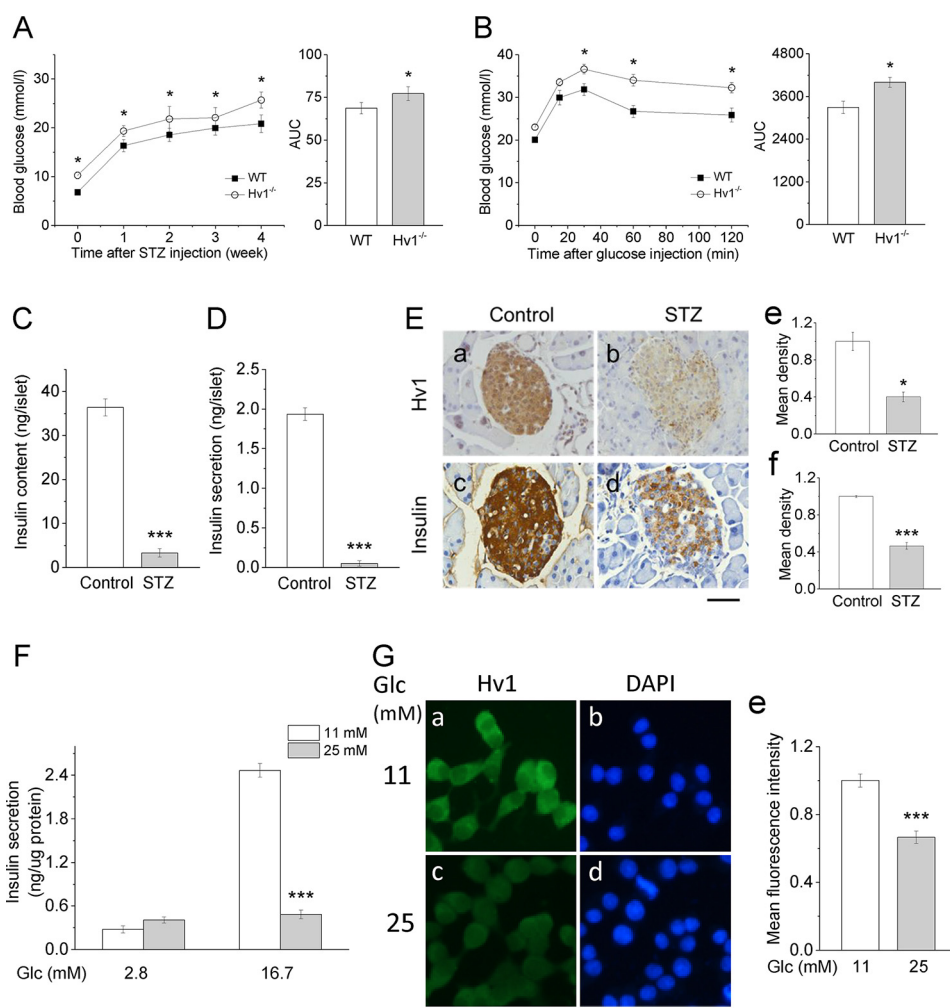 A
Blood glucose (mmol/l)
30
20
10
0
*
*
*
*
*
WT
Hv1-/-
0 1 2 3 4
Time after STZ injection (week)
AUC
100
75
50
25
0
*
WT Hv1-/-
B
Blood glucose (mmol/l)
40
30
20
10
0
*
*
*
WT
Hv1-/-
0 20 40 60 80 100 120
Time after glucose injection (min)
AUC
4800
3600
2400
1200
0
*
WT Hv1-/-
C
Insulin content (ng/islet)
45
36
27
18
9
0
***
Control STZ
D
Insulin secretion (ng/islet)
2.5
2.0
1.5
1.0
0.5
0.0
***
Control STZ
E
Control STZ
Hv1
a b
Insulin
c d
e
Mean density
1.2
0.8
0.4
0.0
*
Control STZ
f
Mean density
1.2
0.8
0.4
0.0
***
Control STZ
F
Insulin secretion
(ng/ug protein)
2.4
1.8
1.2
0.6
0.0
11 mM
25 mM
***
Glc (mM) 2.8 16.7
G
Glc
(mM)
Hv1 DAPI
11
a b
25
c d
e
Mean fluorescence intensity
1.2
0.8
0.4
0.0
***
Glc (mM) 11 25